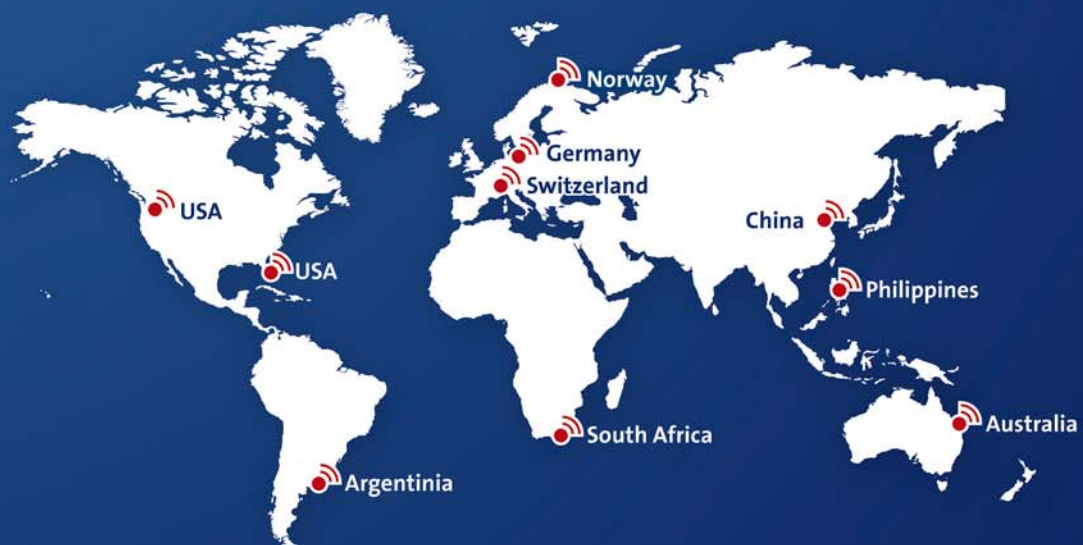 Norway
Germany
Switzerland
USA
China
USA
Philippines
Australia
South Africa
Argentinia